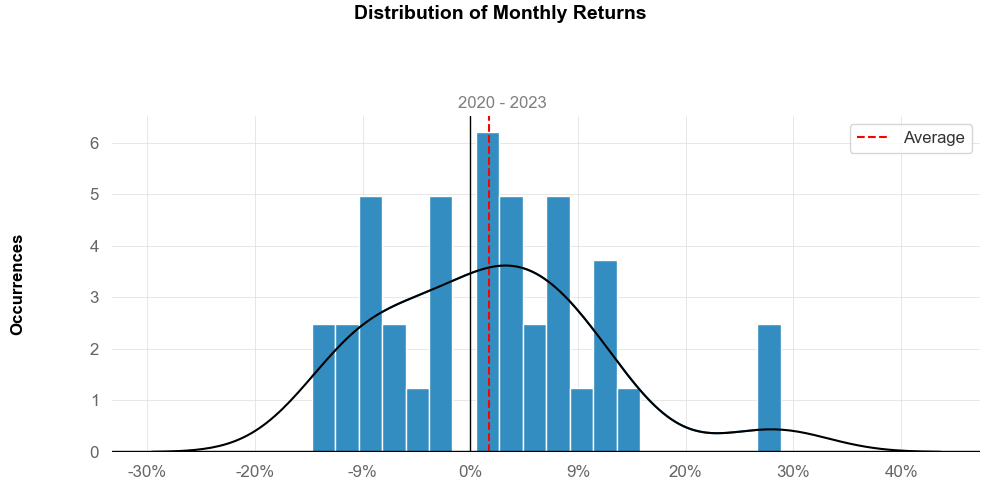 Distribution of Monthly Returns
2020 - 2023
Average
Occurrences
6
5
4
3
2
1
0
-30% -20% -9% 0% 9% 20% 30% 40%